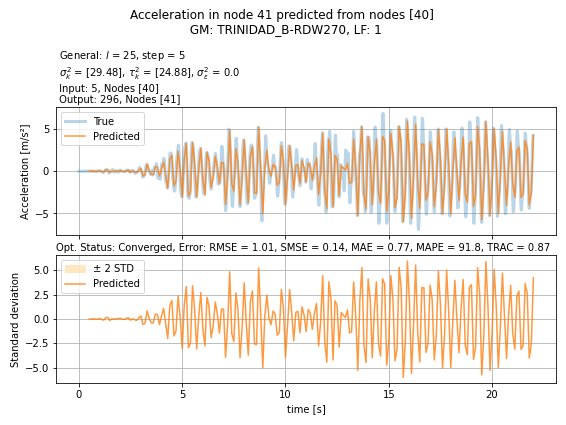 Acceleration in node 41 predicted from nodes [40]
GM: TRINIDAD_B-RDW270, LF: 1
General: l = 25, step = 5
σ²ₖ = [29.48], τ²ₖ = [24.88], σ²ε = 0.0
Input: 5, Nodes [40]
Output: 296, Nodes [41]
Acceleration [m/s²]
5
0
−5
True
Predicted
Opt. Status: Converged, Error: RMSE = 1.01, SMSE = 0.14, MAE = 0.77, MAPE = 91.8, TRAC = 0.87
Standard deviation
5.0
2.5
0.0
−2.5
−5.0
± 2 STD
Predicted
0 5 10 15 20
time [s]